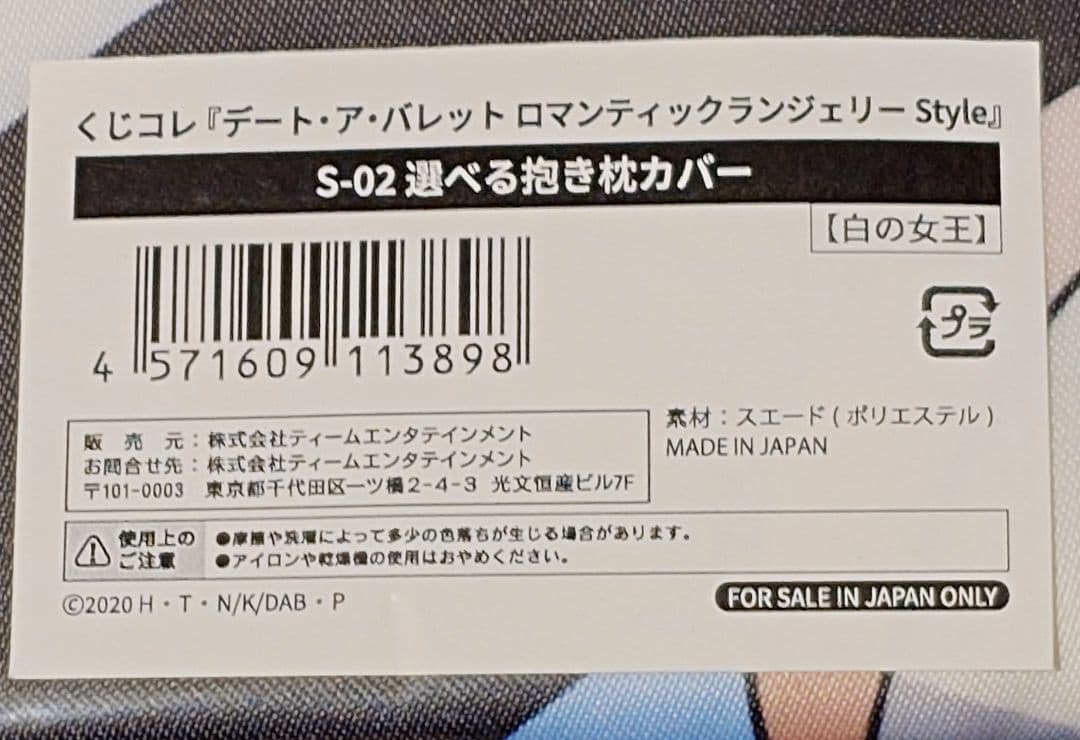 くじコレ『デート・ア・バレット ロマンティックランジェリー Style』
S-02 選べる抱き枕カバー
【白の女王】
4 571609 113898
プラ
素材：スエード(ポリエステル)
MADE IN JAPAN
販売元：株式会社ティームエンタテインメント
お問合せ先：株式会社ティームエンタテインメント
〒101-0003 東京都千代田区一ツ橋2-4-3 光文恒産ビル7F
使用上のご注意
●摩擦や洗濯によって多少の色落ちが生じる場合があります。
●アイロンや乾燥機の使用はおやめください。
©2020 H・T・N/K/DAB・P
FOR SALE IN JAPAN ONLY